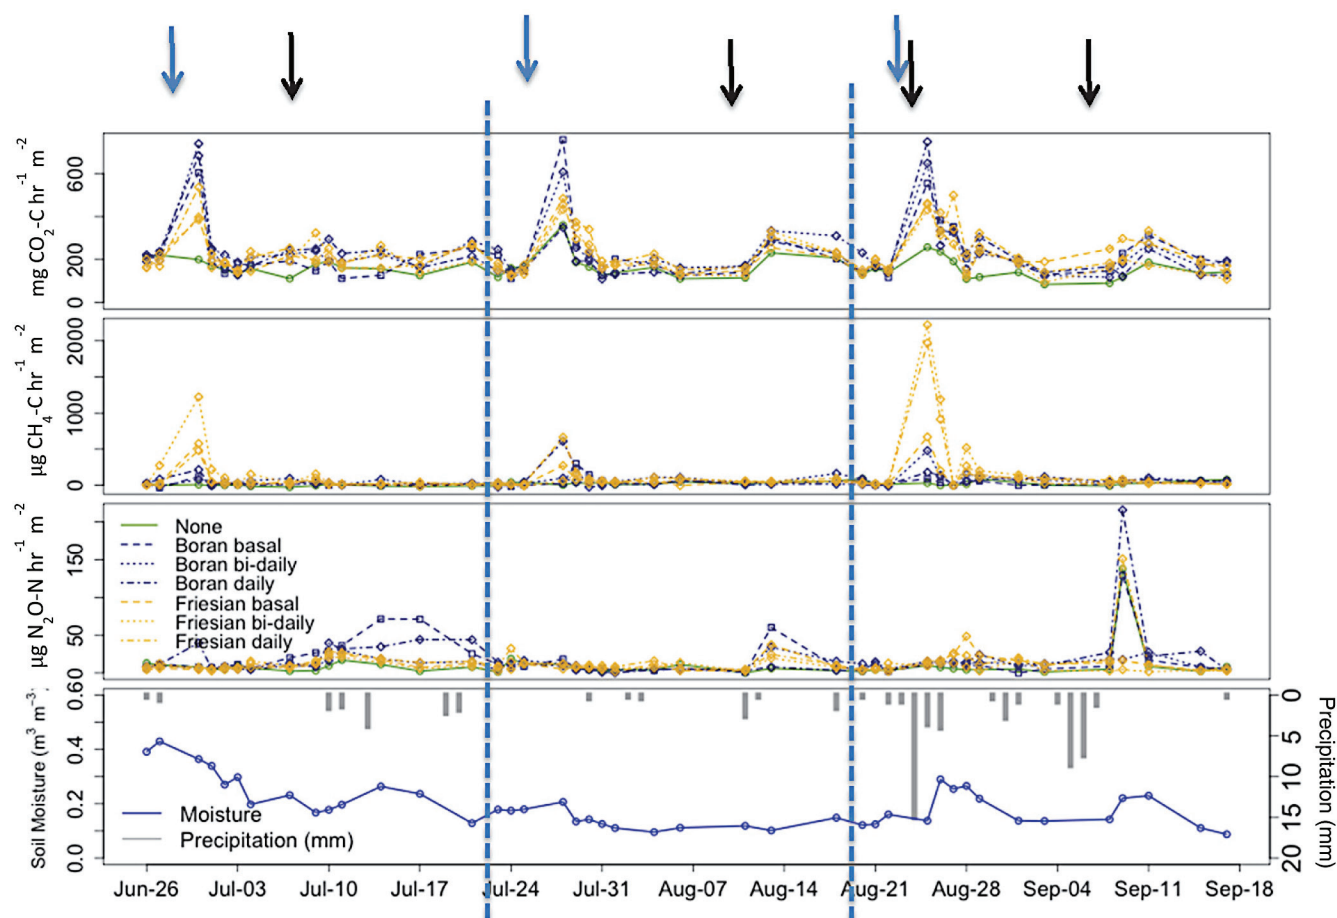 mg CO2-C hr-1 m-2
600
200
0
µg CH4-C hr-1 m-2
2000
1000
0
µg N2O-N hr-1 m-2
150
50
None
Boran basal
Boran bi-daily
Boran daily
Friesian basal
Friesian bi-daily
Friesian daily
Soil Moisture (m3 m-3
0.6
0.4
0.2
0.0
Moisture
Precipitation (mm)
0
5
10
15
20
Precipitation (mm)
Jun-26 Jul-03 Jul-10 Jul-17 Jul-24 Jul-31 Aug-07 Aug-14 Aug-21 Aug-28 Sep-04 Sep-11 Sep-18